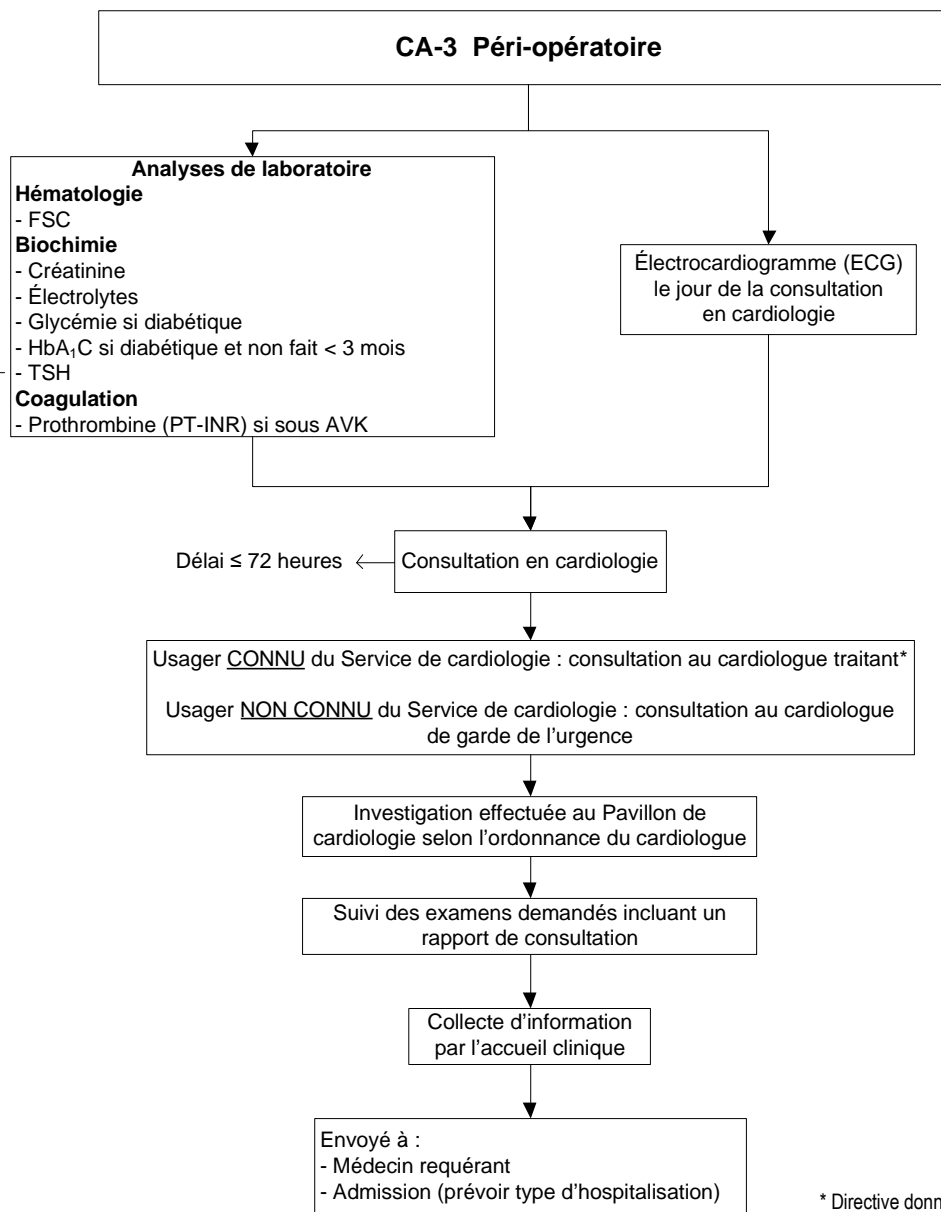 CA-3 Péri-opératoire
Analyses de laboratoire
Hématologie
- FSC
Biochimie
- Créatinine
- Électrolytes
- Glycémie si diabétique
- HbA₁C si diabétique et non fait < 3 mois
- TSH
Coagulation
- Prothrombine (PT-INR) si sous AVK
Électrocardiogramme (ECG)
le jour de la consultation
en cardiologie
Délai ≤ 72 heures
Consultation en cardiologie
Usager CONNU du Service de cardiologie : consultation au cardiologue traitant*
Usager NON CONNU du Service de cardiologie : consultation au cardiologue
de garde de l’urgence
Investigation effectuée au Pavillon de
cardiologie selon l’ordonnance du cardiologue
Suivi des examens demandés incluant un
rapport de consultation
Collecte d’information
par l’accueil clinique
Envoyé à :
- Médecin requérant
- Admission (prévoir type d’hospitalisation)
* Directive donn